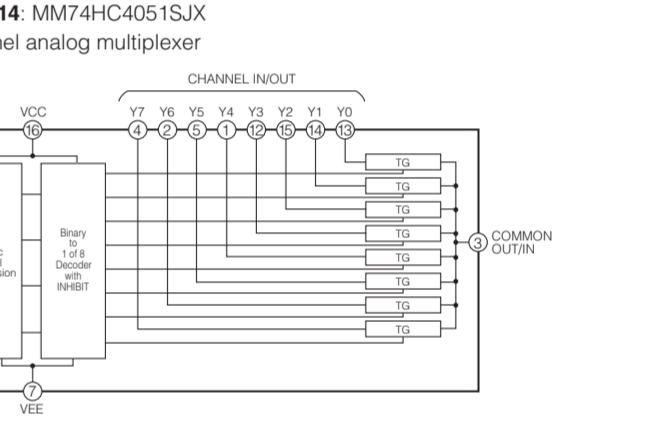 14: MM74HC4051SJX
nel analog multiplexer
CHANNEL IN/OUT
VCC Y7 Y6 Y5 Y4 Y3 Y2 Y1 Y0
16 4 2 5 1 12 15 14 13
TG
TG
TG
TG
TG
TG
TG
TG
Binary
to
1 of 8
Decoder
with
INHIBIT
sion
3 COMMON
OUT/IN
7
VEE